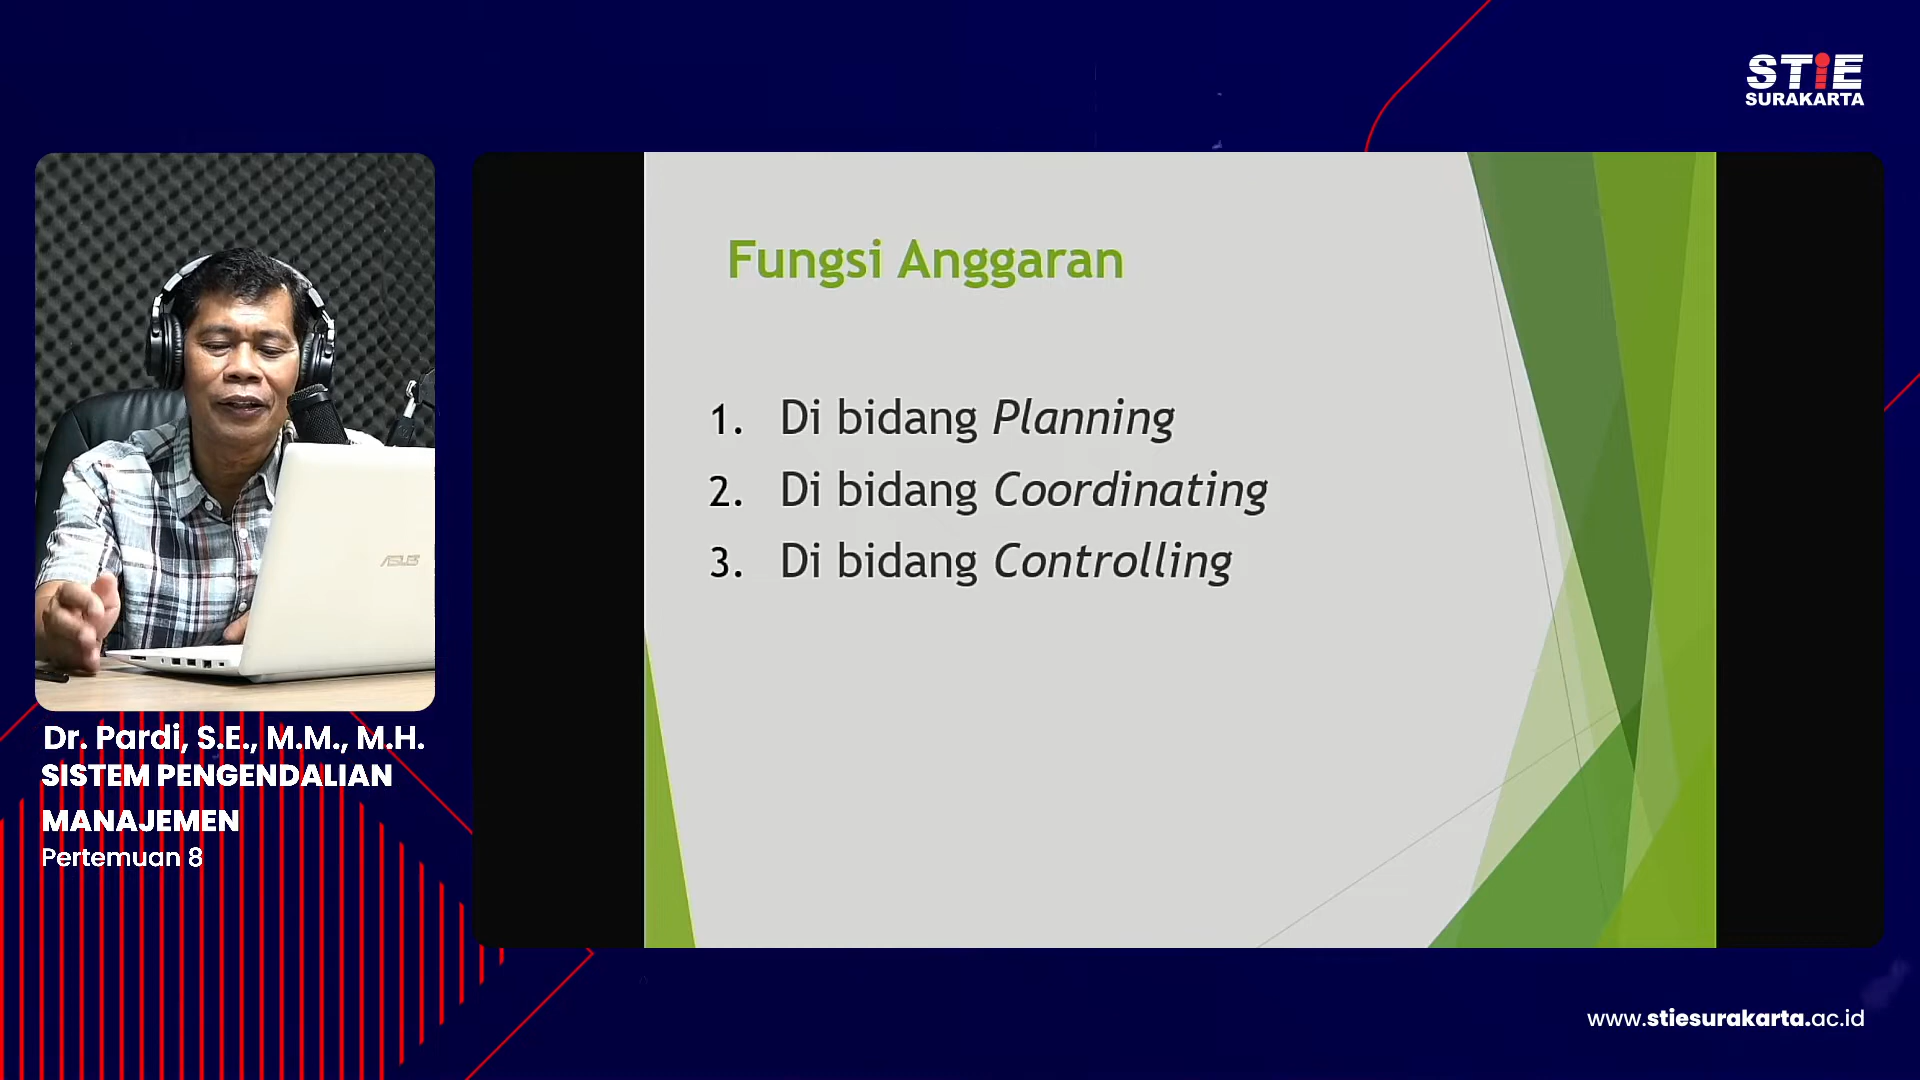 STiE
SURAKARTA
Fungsi Anggaran
1. Di bidang Planning
2. Di bidang Coordinating
3. Di bidang Controlling
ASUS
Dr. Pardi, S.E., M.M., M.H.
SISTEM PENGENDALIAN
MANAJEMEN
Pertemuan 8
www.stiesurakarta.ac.id